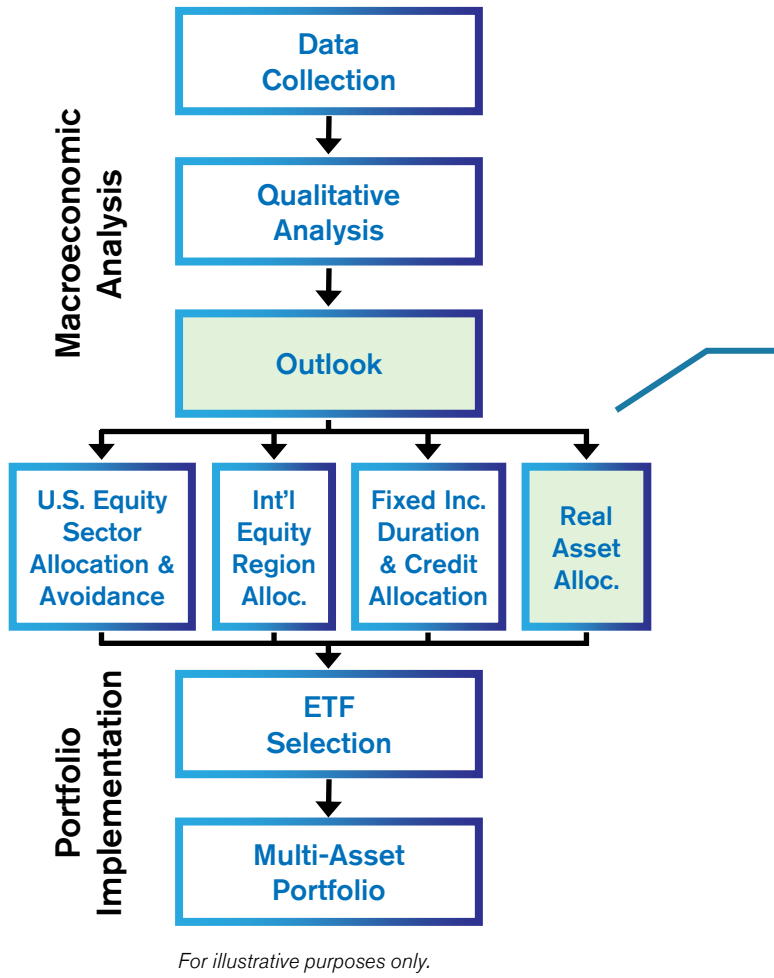 Macroeconomic
Analysis
Data
Collection
Qualitative
Analysis
Outlook
U.S. Equity
Sector
Allocation &
Avoidance
Int'l
Equity
Region
Alloc.
Fixed Inc.
Duration
& Credit
Allocation
Real
Asset
Alloc.
Portfolio
Implementation
ETF
Selection
Multi-Asset
Portfolio
For illustrative purposes only.